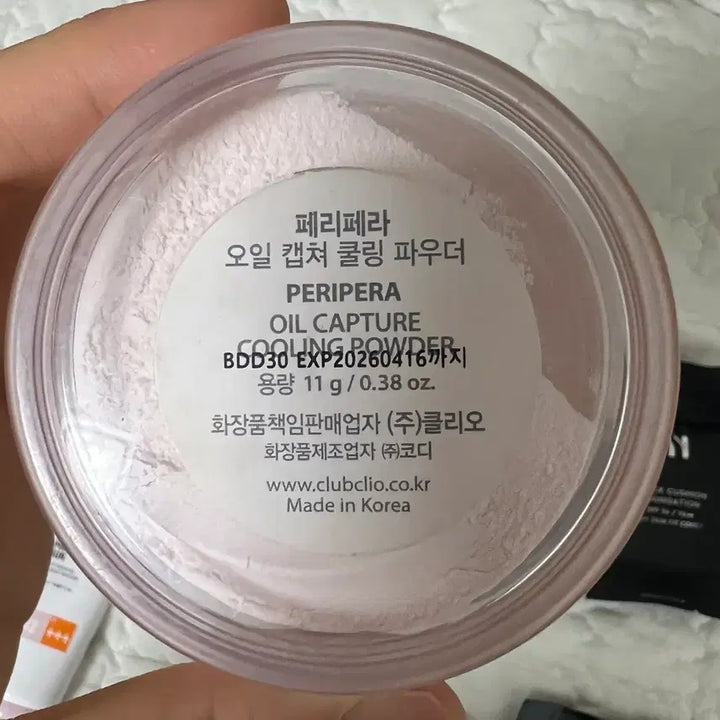 페리페라
오일 캡쳐 쿨링 파우더
PERIPERA
OIL CAPTURE
COOLING POWDER
BDD30 EXP20260416까지
용량 11 g / 0.38 oz.
화장품책임판매업자 (주)클리오
화장품제조업자 ㈜코디
www.clubclio.co.kr
Made in Korea
CUSHION